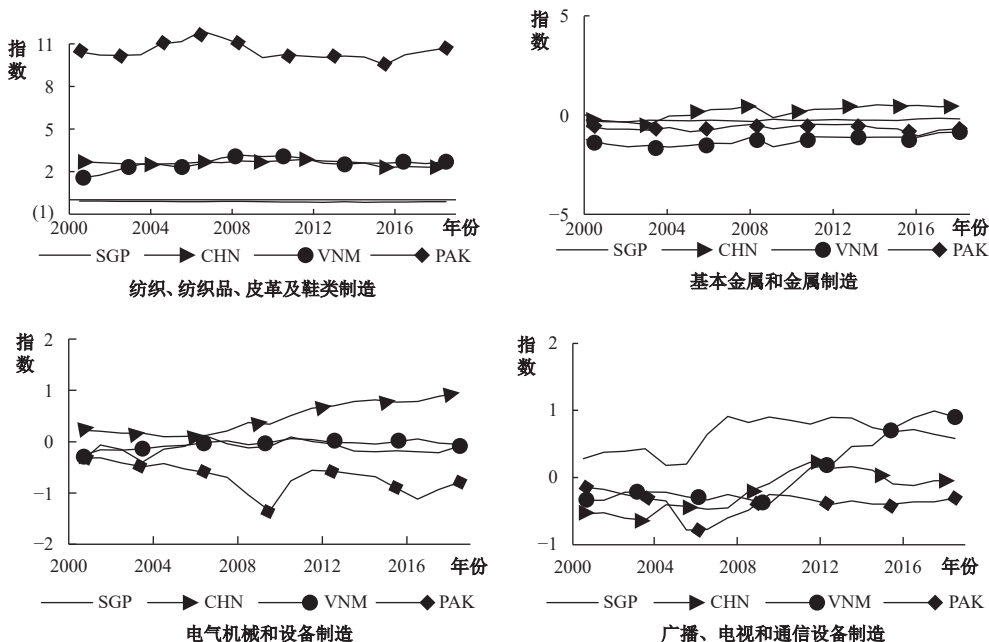 指数
11
8
5
2
(1)
2000 2004 2008 2012 2016 年份
SGP CHN VNM PAK
纺织、纺织品、皮革及鞋类制造
指数
5
0
−5
2000 2004 2008 2012 2016 年份
SGP CHN VNM PAK
基本金属和金属制造
指数
2
1
0
−1
−2
2000 2004 2008 2012 2016 年份
SGP CHN VNM PAK
电气机械和设备制造
指数
2
1
0
−1
2000 2004 2008 2012 2016 年份
SGP CHN VNM PAK
广播、电视和通信设备制造